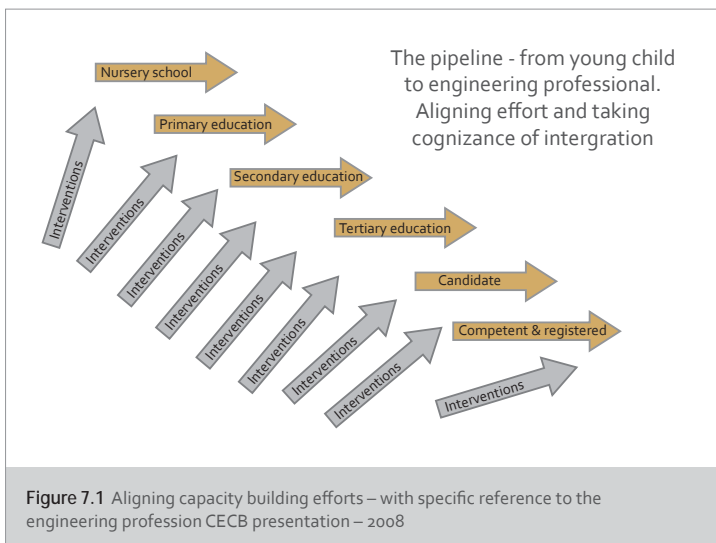 Nursery school
The pipeline - from young child
to engineering professional.
Aligning effort and taking
cognizance of intergration
Primary education
Secondary education
Tertiary education
Candidate
Competent & registered
Interventions
Interventions
Interventions
Interventions
Interventions
Interventions
Interventions
Interventions
Interventions
Figure 7.1 Aligning capacity building efforts – with specific reference to the
engineering profession CECB presentation – 2008